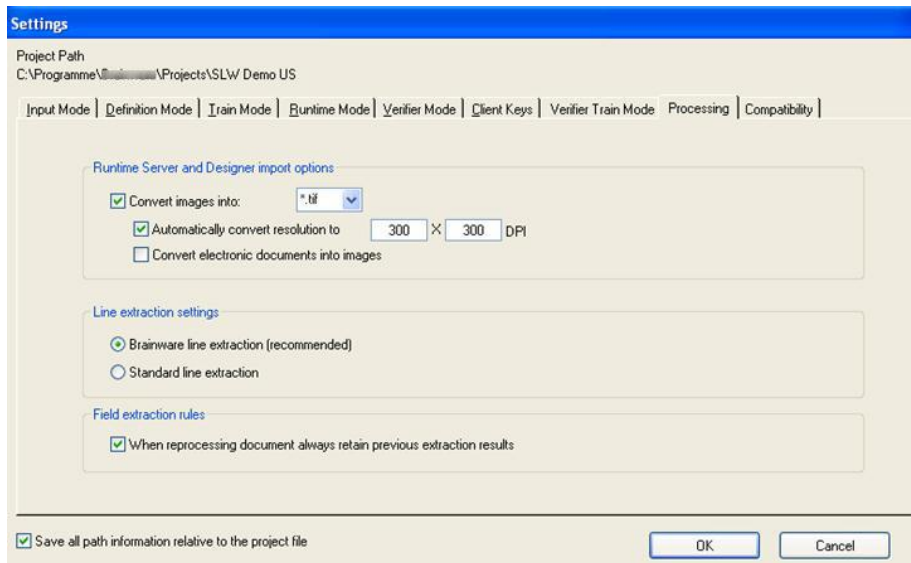 Settings
Project Path
C:\Programme\ \Projects\SLW Demo US
Input Mode Definition Mode Train Mode Runtime Mode Verifier Mode Client Keys Verifier Train Mode Processing Compatibility
Runtime Server and Designer import options
Convert images into: *.tif
Automatically convert resolution to 300 X 300 DPI
Convert electronic documents into images
Line extraction settings
Brainware line extraction (recommended)
Standard line extraction
Field extraction rules
When reprocessing document always retain previous extraction results
Save all path information relative to the project file OK Cancel